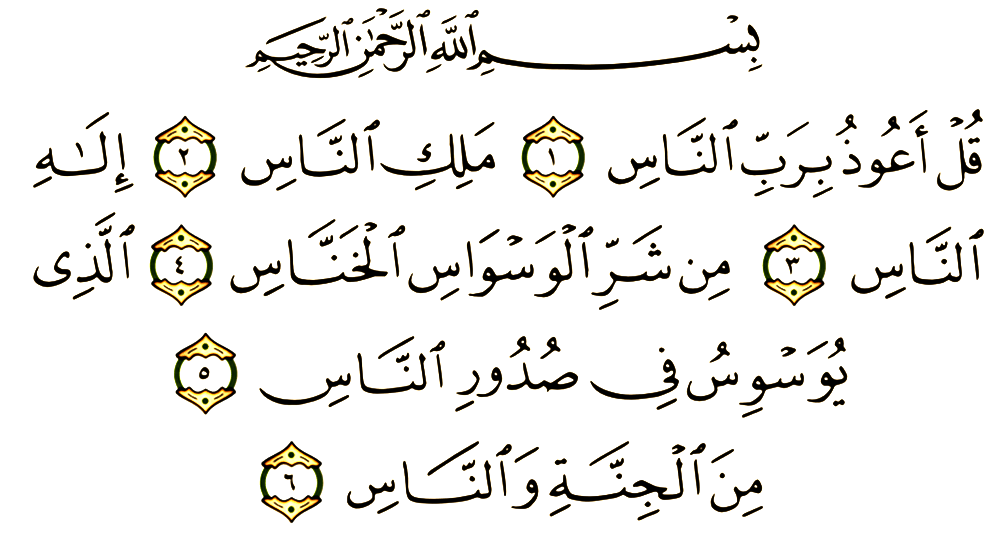 بِسْمِ ٱللَّهِ ٱلرَّحْمَٰنِ ٱلرَّحِيمِ
قُلْ أَعُوذُ بِرَبِّ ٱلنَّاسِ ١ مَلِكِ ٱلنَّاسِ ٢ إِلَٰهِ
ٱلنَّاسِ ٣ مِن شَرِّ ٱلْوَسْوَاسِ ٱلْخَنَّاسِ ٤ ٱلَّذِى
يُوَسْوِسُ فِى صُدُورِ ٱلنَّاسِ ٥
مِنَ ٱلْجِنَّةِ وَٱلنَّاسِ ٦